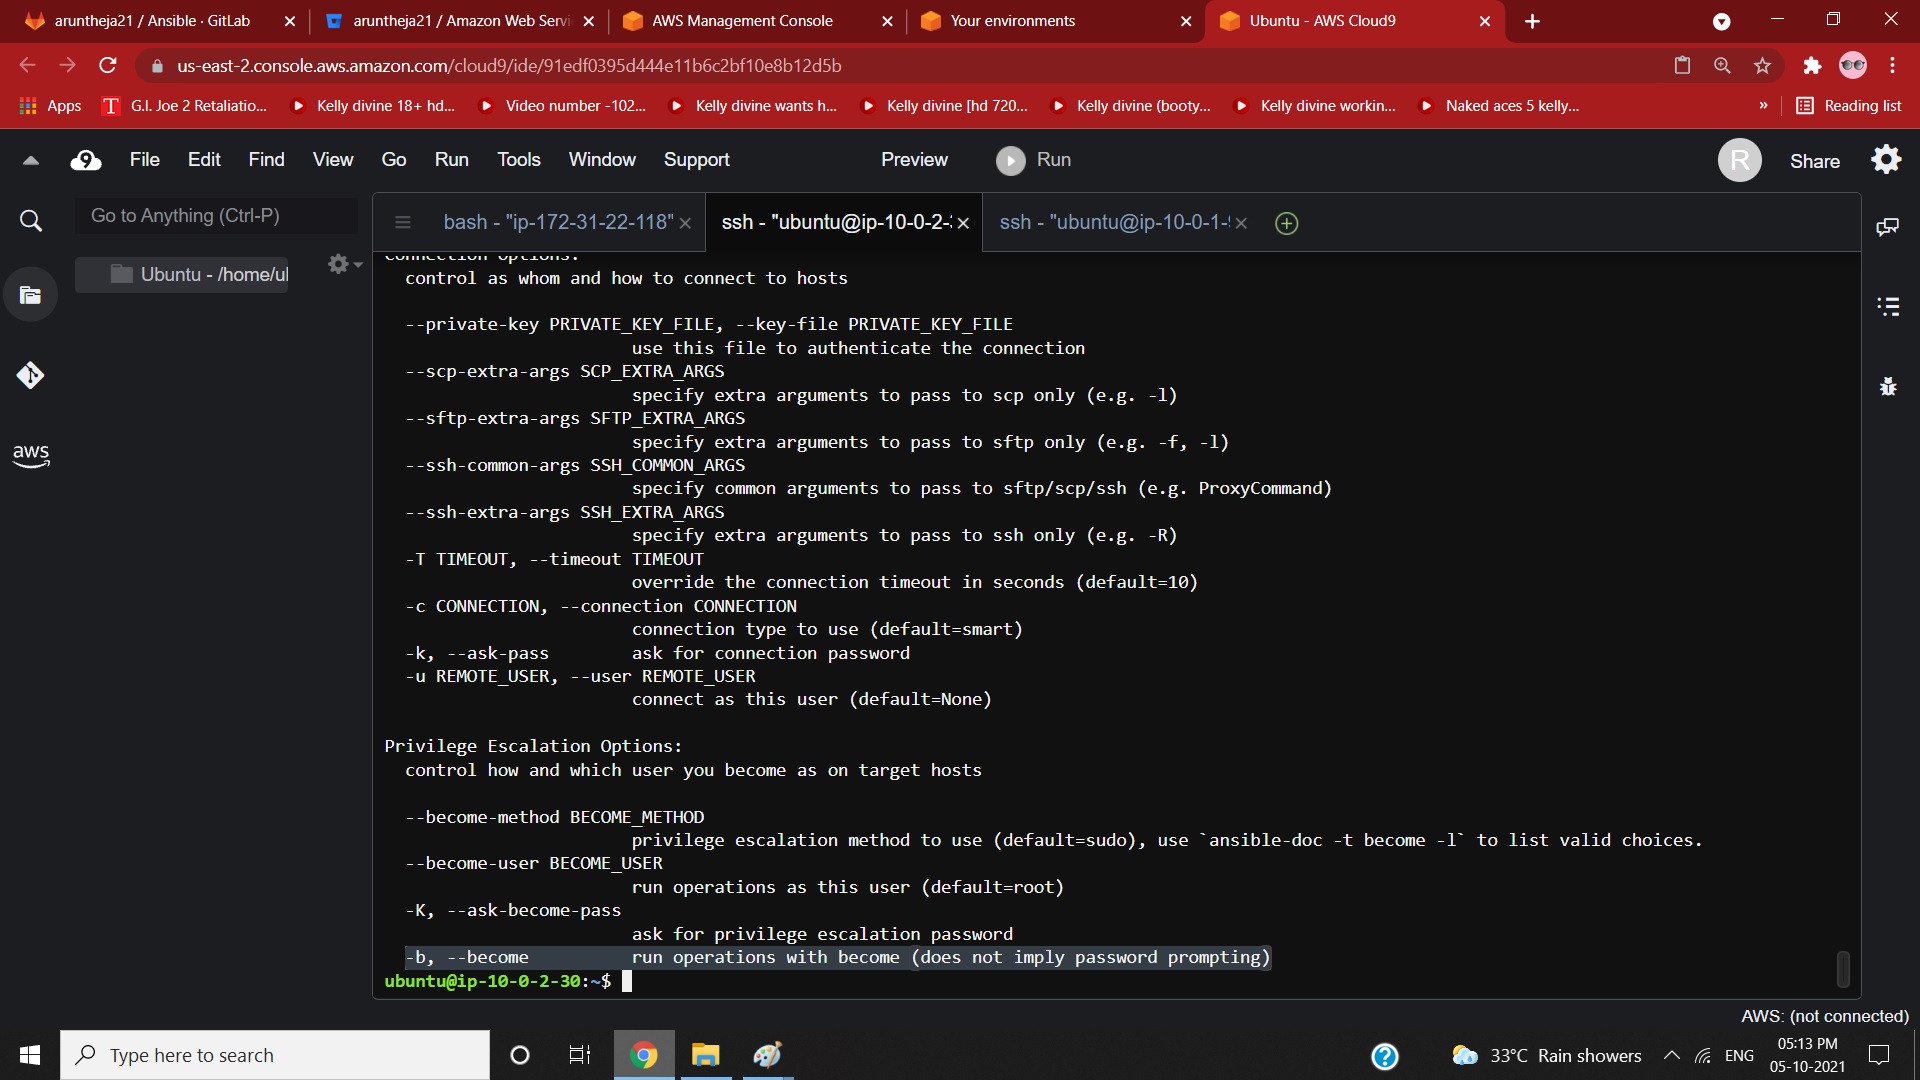 aruntheja21 / Ansible · GitLab
aruntheja21 / Amazon Web Servi
AWS Management Console
Your environments
Ubuntu - AWS Cloud9
us-east-2.console.aws.amazon.com/cloud9/ide/91edf0395d444e11b6c2bf10e8b12d5b
Apps
G.I. Joe 2 Retaliatio...
Kelly divine 18+ hd...
Video number -102...
Kelly divine wants h...
Kelly divine [hd 720...
Kelly divine (booty...
Kelly divine workin...
Naked aces 5 kelly...
»
Reading list
9
File Edit Find View Go Run Tools Window Support
Preview
Run
R
Share
Go to Anything (Ctrl-P)
bash - "ip-172-31-22-118"
ssh - "ubuntu@ip-10-0-2-
ssh - "ubuntu@ip-10-0-1-
Ubuntu - /home/ul
aws
Connection Options:
control as whom and how to connect to hosts
--private-key PRIVATE_KEY_FILE, --key-file PRIVATE_KEY_FILE
use this file to authenticate the connection
--scp-extra-args SCP_EXTRA_ARGS
specify extra arguments to pass to scp only (e.g. -l)
--sftp-extra-args SFTP_EXTRA_ARGS
specify extra arguments to pass to sftp only (e.g. -f, -l)
--ssh-common-args SSH_COMMON_ARGS
specify common arguments to pass to sftp/scp/ssh (e.g. ProxyCommand)
--ssh-extra-args SSH_EXTRA_ARGS
specify extra arguments to pass to ssh only (e.g. -R)
-T TIMEOUT, --timeout TIMEOUT
override the connection timeout in seconds (default=10)
-c CONNECTION, --connection CONNECTION
connection type to use (default=smart)
-k, --ask-pass ask for connection password
-u REMOTE_USER, --user REMOTE_USER
connect as this user (default=None)
Privilege Escalation Options:
control how and which user you become as on target hosts
--become-method BECOME_METHOD
privilege escalation method to use (default=sudo), use `ansible-doc -t become -l` to list valid choices.
--become-user BECOME_USER
run operations as this user (default=root)
-K, --ask-become-pass
ask for privilege escalation password
-b, --become run operations with become (does not imply password prompting)
ubuntu@ip-10-0-2-30:~$
AWS: (not connected)
Type here to search
33°C Rain showers
ENG
05:13 PM
05-10-2021